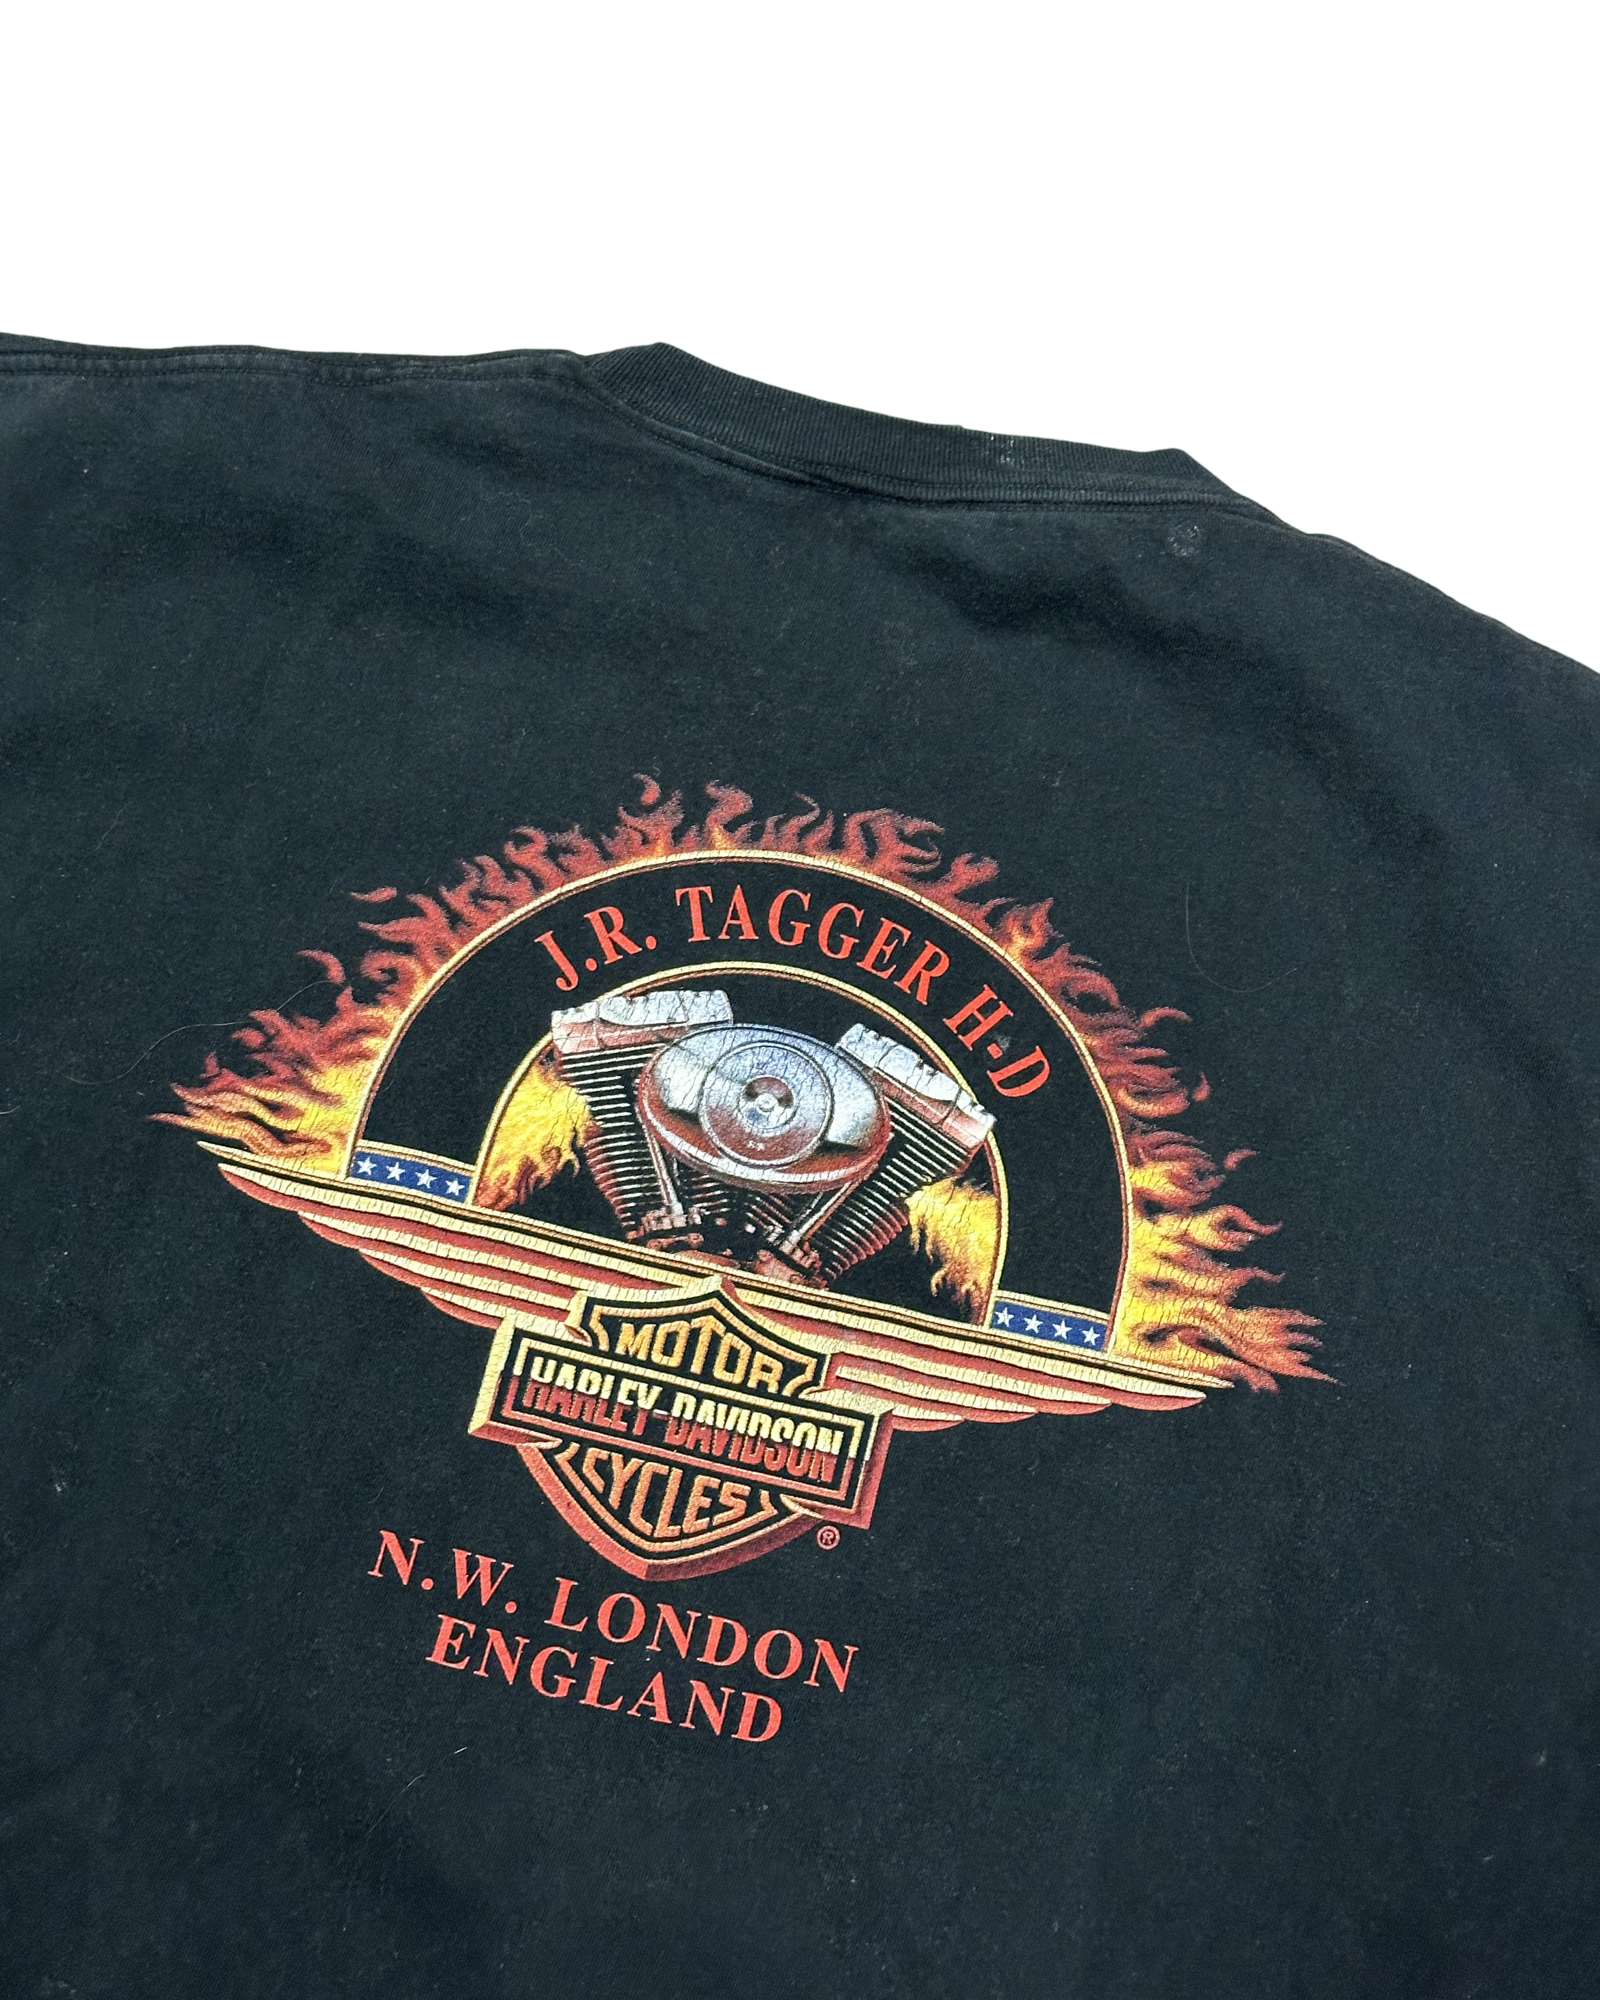 J.R. TAGGER H-D
MOTOR
HARLEY-DAVIDSON
CYCLES
®
N.W. LONDON
ENGLAND